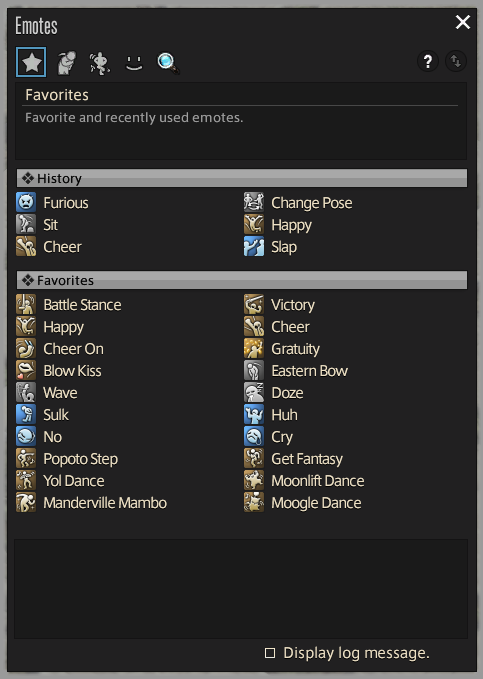 Emotes
?
Favorites
Favorite and recently used emotes.
History
Furious Change Pose
Sit Happy
Cheer Slap
Favorites
Battle Stance Victory
Happy Cheer
Cheer On Gratuity
Blow Kiss Eastern Bow
Wave Doze
Sulk Huh
No Cry
Popoto Step Get Fantasy
Yol Dance Moonlift Dance
Manderville Mambo Moogle Dance
Display log message.